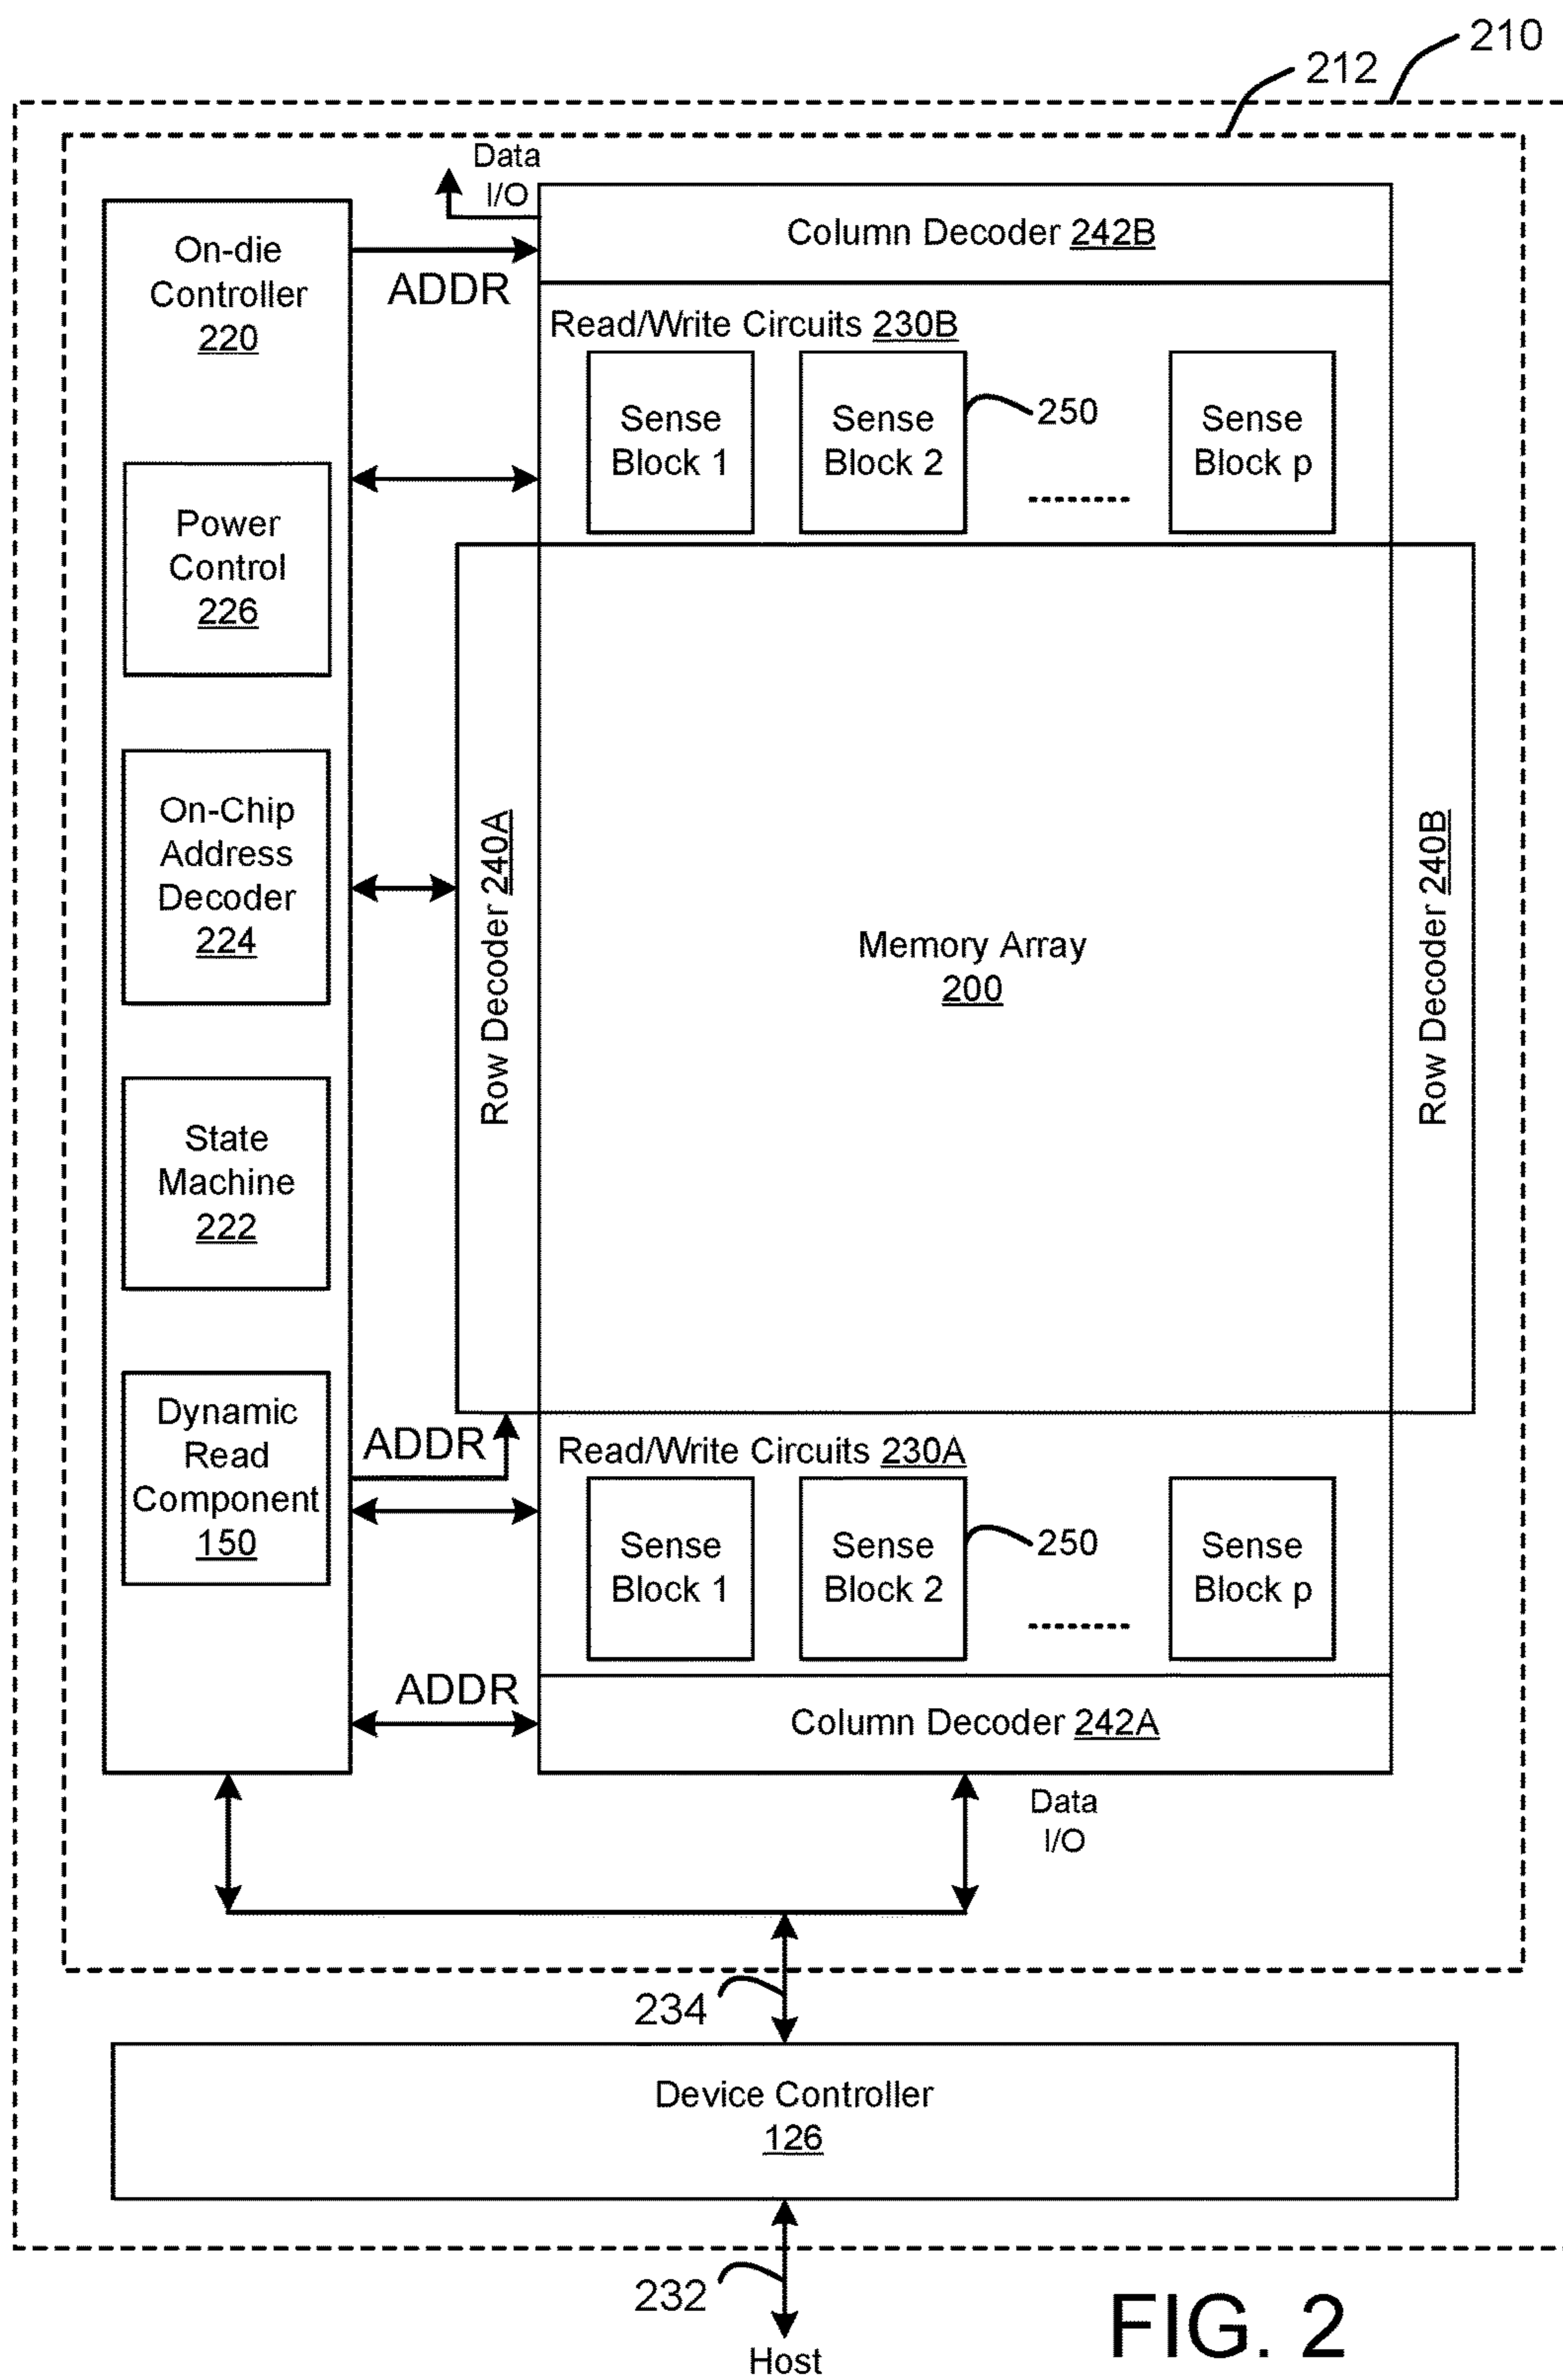 210
212
Data
I/O
On-die
Controller
220
ADDR
Column Decoder 242B
Read/Write Circuits 230B
Sense
Block 1
Sense
Block 2
250
Sense
Block p
Power
Control
226
On-Chip
Address
Decoder
224
Row Decoder 240A
Memory Array
200
Row Decoder 240B
State
Machine
222
Dynamic
Read
Component
150
ADDR
Read/Write Circuits 230A
Sense
Block 1
Sense
Block 2
250
Sense
Block p
ADDR
Column Decoder 242A
Data
I/O
234
Device Controller
126
232
Host
FIG. 2